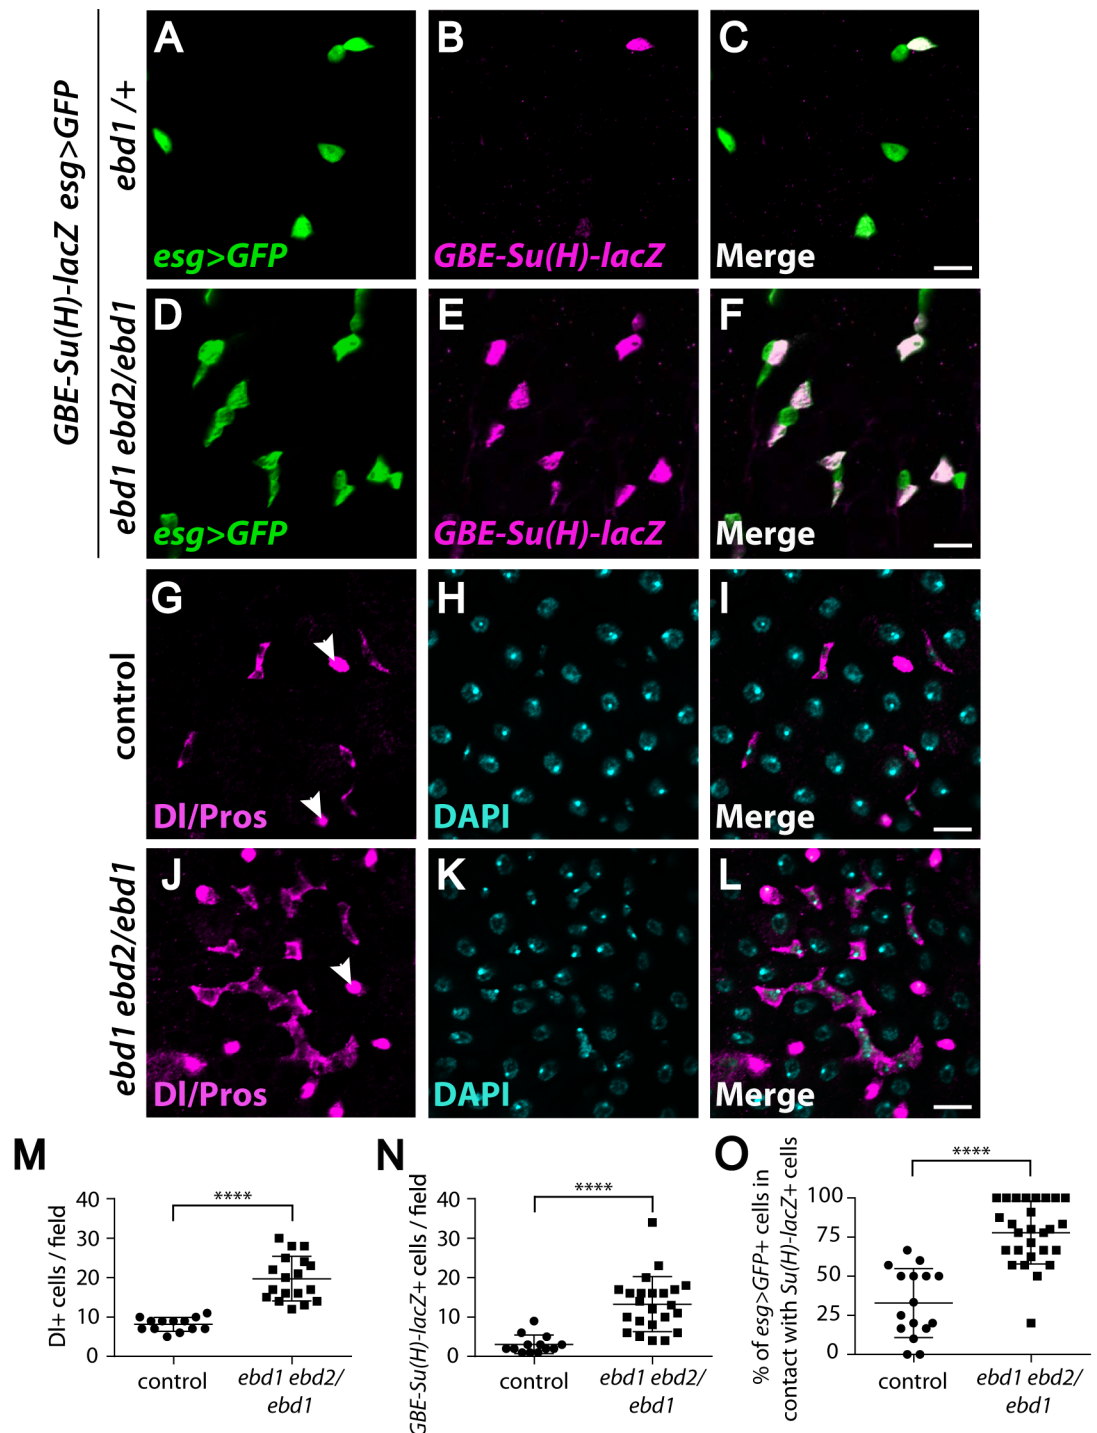 GBE-Su(H)-lacZ esg>GFP
ebd1 /+
A
esg>GFP
B
GBE-Su(H)-lacZ
C
Merge
ebd1 ebd2/ebd1
D
esg>GFP
E
GBE-Su(H)-lacZ
F
Merge
control
G
Dl/Pros
H
DAPI
I
Merge
ebd1 ebd2/ebd1
J
Dl/Pros
K
DAPI
L
Merge
M
Dl+ cells / field
40
30
20
10
0
****
control
ebd1 ebd2/
ebd1
N
GBE-Su(H)-lacZ+ cells / field
40
30
20
10
0
****
control
ebd1 ebd2/
ebd1
O
% of esg>GFP+ cells in
contact with Su(H)-lacZ+ cells
100
75
50
25
0
****
control
ebd1 ebd2/
ebd1